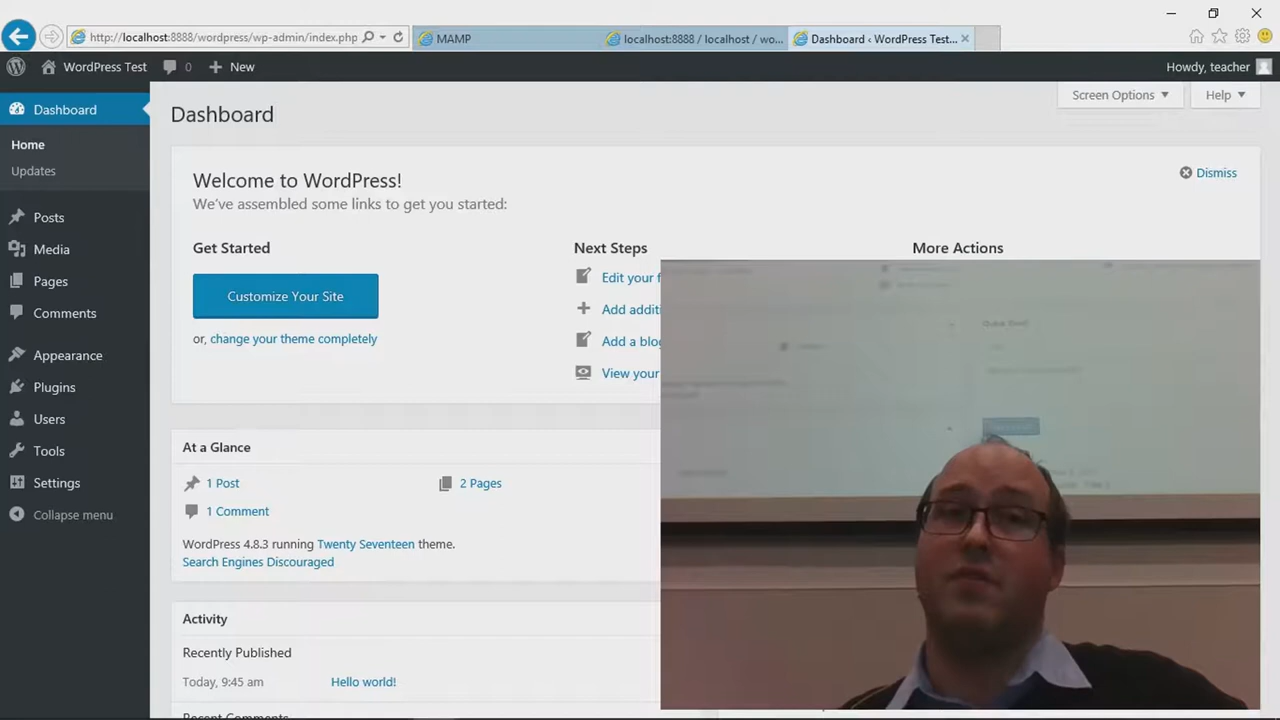 http://localhost:8888/wordpress/wp-admin/index.php
MAMP
localhost:8888 / localhost / wo...
Dashboard ‹ WordPress Test...
WordPress Test
0
New
Howdy, teacher
Dashboard
Home
Updates
Posts
Media
Pages
Comments
Appearance
Plugins
Users
Tools
Settings
Collapse menu
Dashboard
Screen Options
Help
Welcome to WordPress!
Dismiss
We've assembled some links to get you started:
Get Started
Customize Your Site
or, change your theme completely
Next Steps
Edit your f
Add additi
Add a blog
View your
More Actions
At a Glance
1 Post
2 Pages
1 Comment
WordPress 4.8.3 running Twenty Seventeen theme.
Search Engines Discouraged
Activity
Recently Published
Today, 9:45 am
Hello world!
Recent Comments